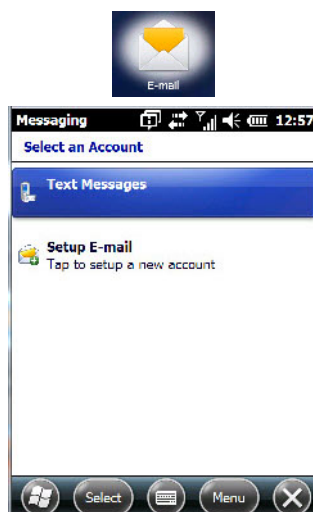 E-mail
Messaging 12:57
Select an Account
Text Messages
Setup E-mail
Tap to setup a new account
Select Menu